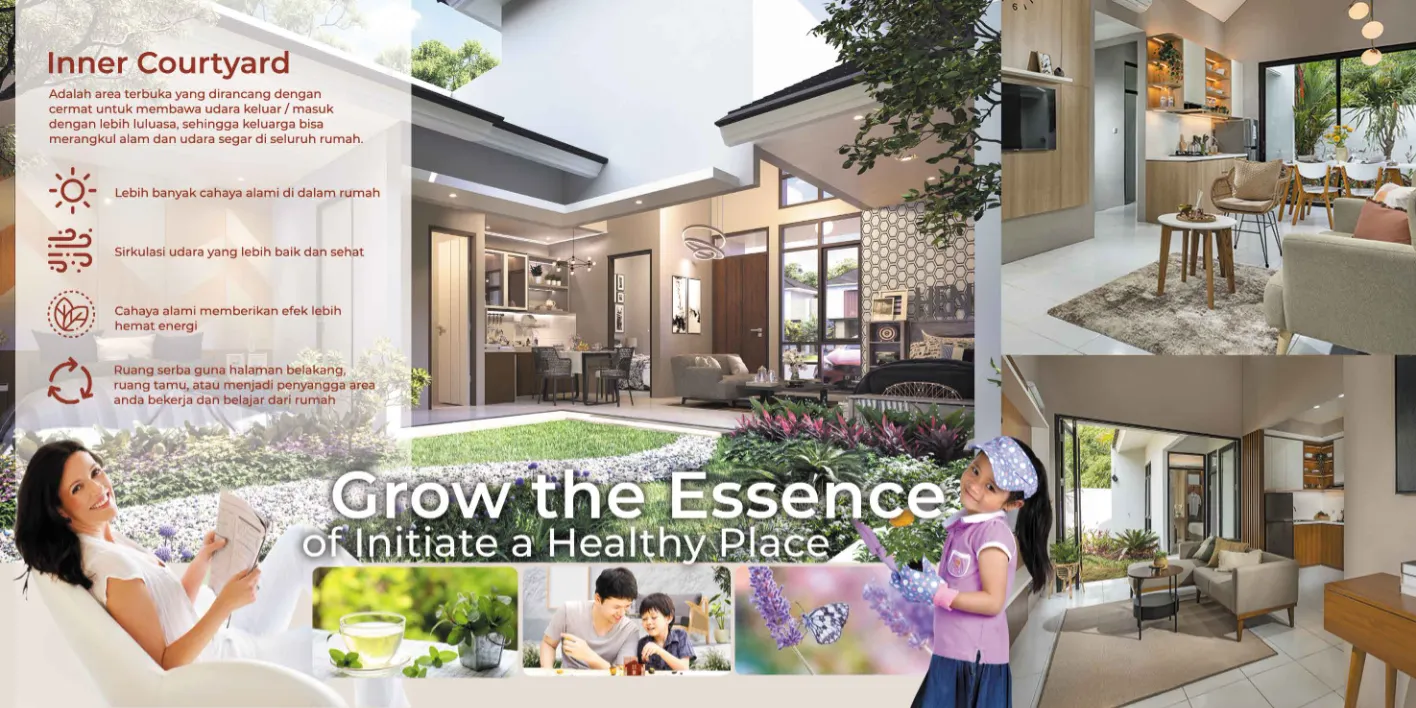 Inner Courtyard
Adalah area terbuka yang dirancang dengan
cermat untuk membawa udara keluar / masuk
dengan lebih luluasa, sehingga keluarga bisa
merangkul alam dan udara segar di seluruh rumah.
Lebih banyak cahaya alami di dalam rumah
Sirkulasi udara yang lebih baik dan sehat
Cahaya alami memberikan efek lebih
hemat energi
Ruang serba guna halaman belakang,
ruang tamu, atau menjadi penyangga area
anda bekerja dan belajar dari rumah
Grow the Essence
of Initiate a Healthy Place